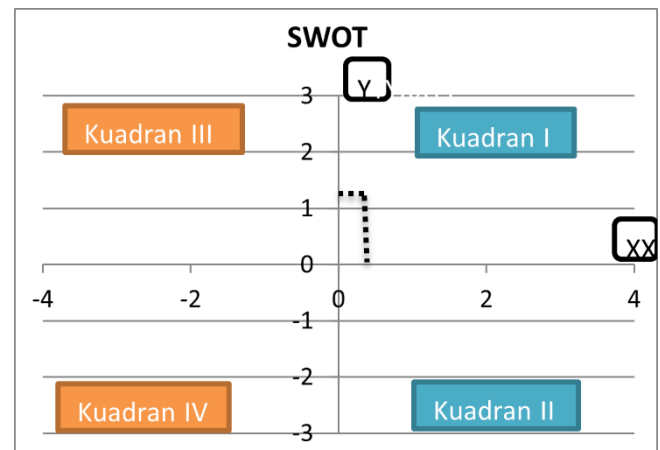 SWOT
Y
3
Kuadran III
Kuadran I
2
1
XX
0
-4 -2 0 2 4
-1
-2
Kuadran IV
Kuadran II
-3